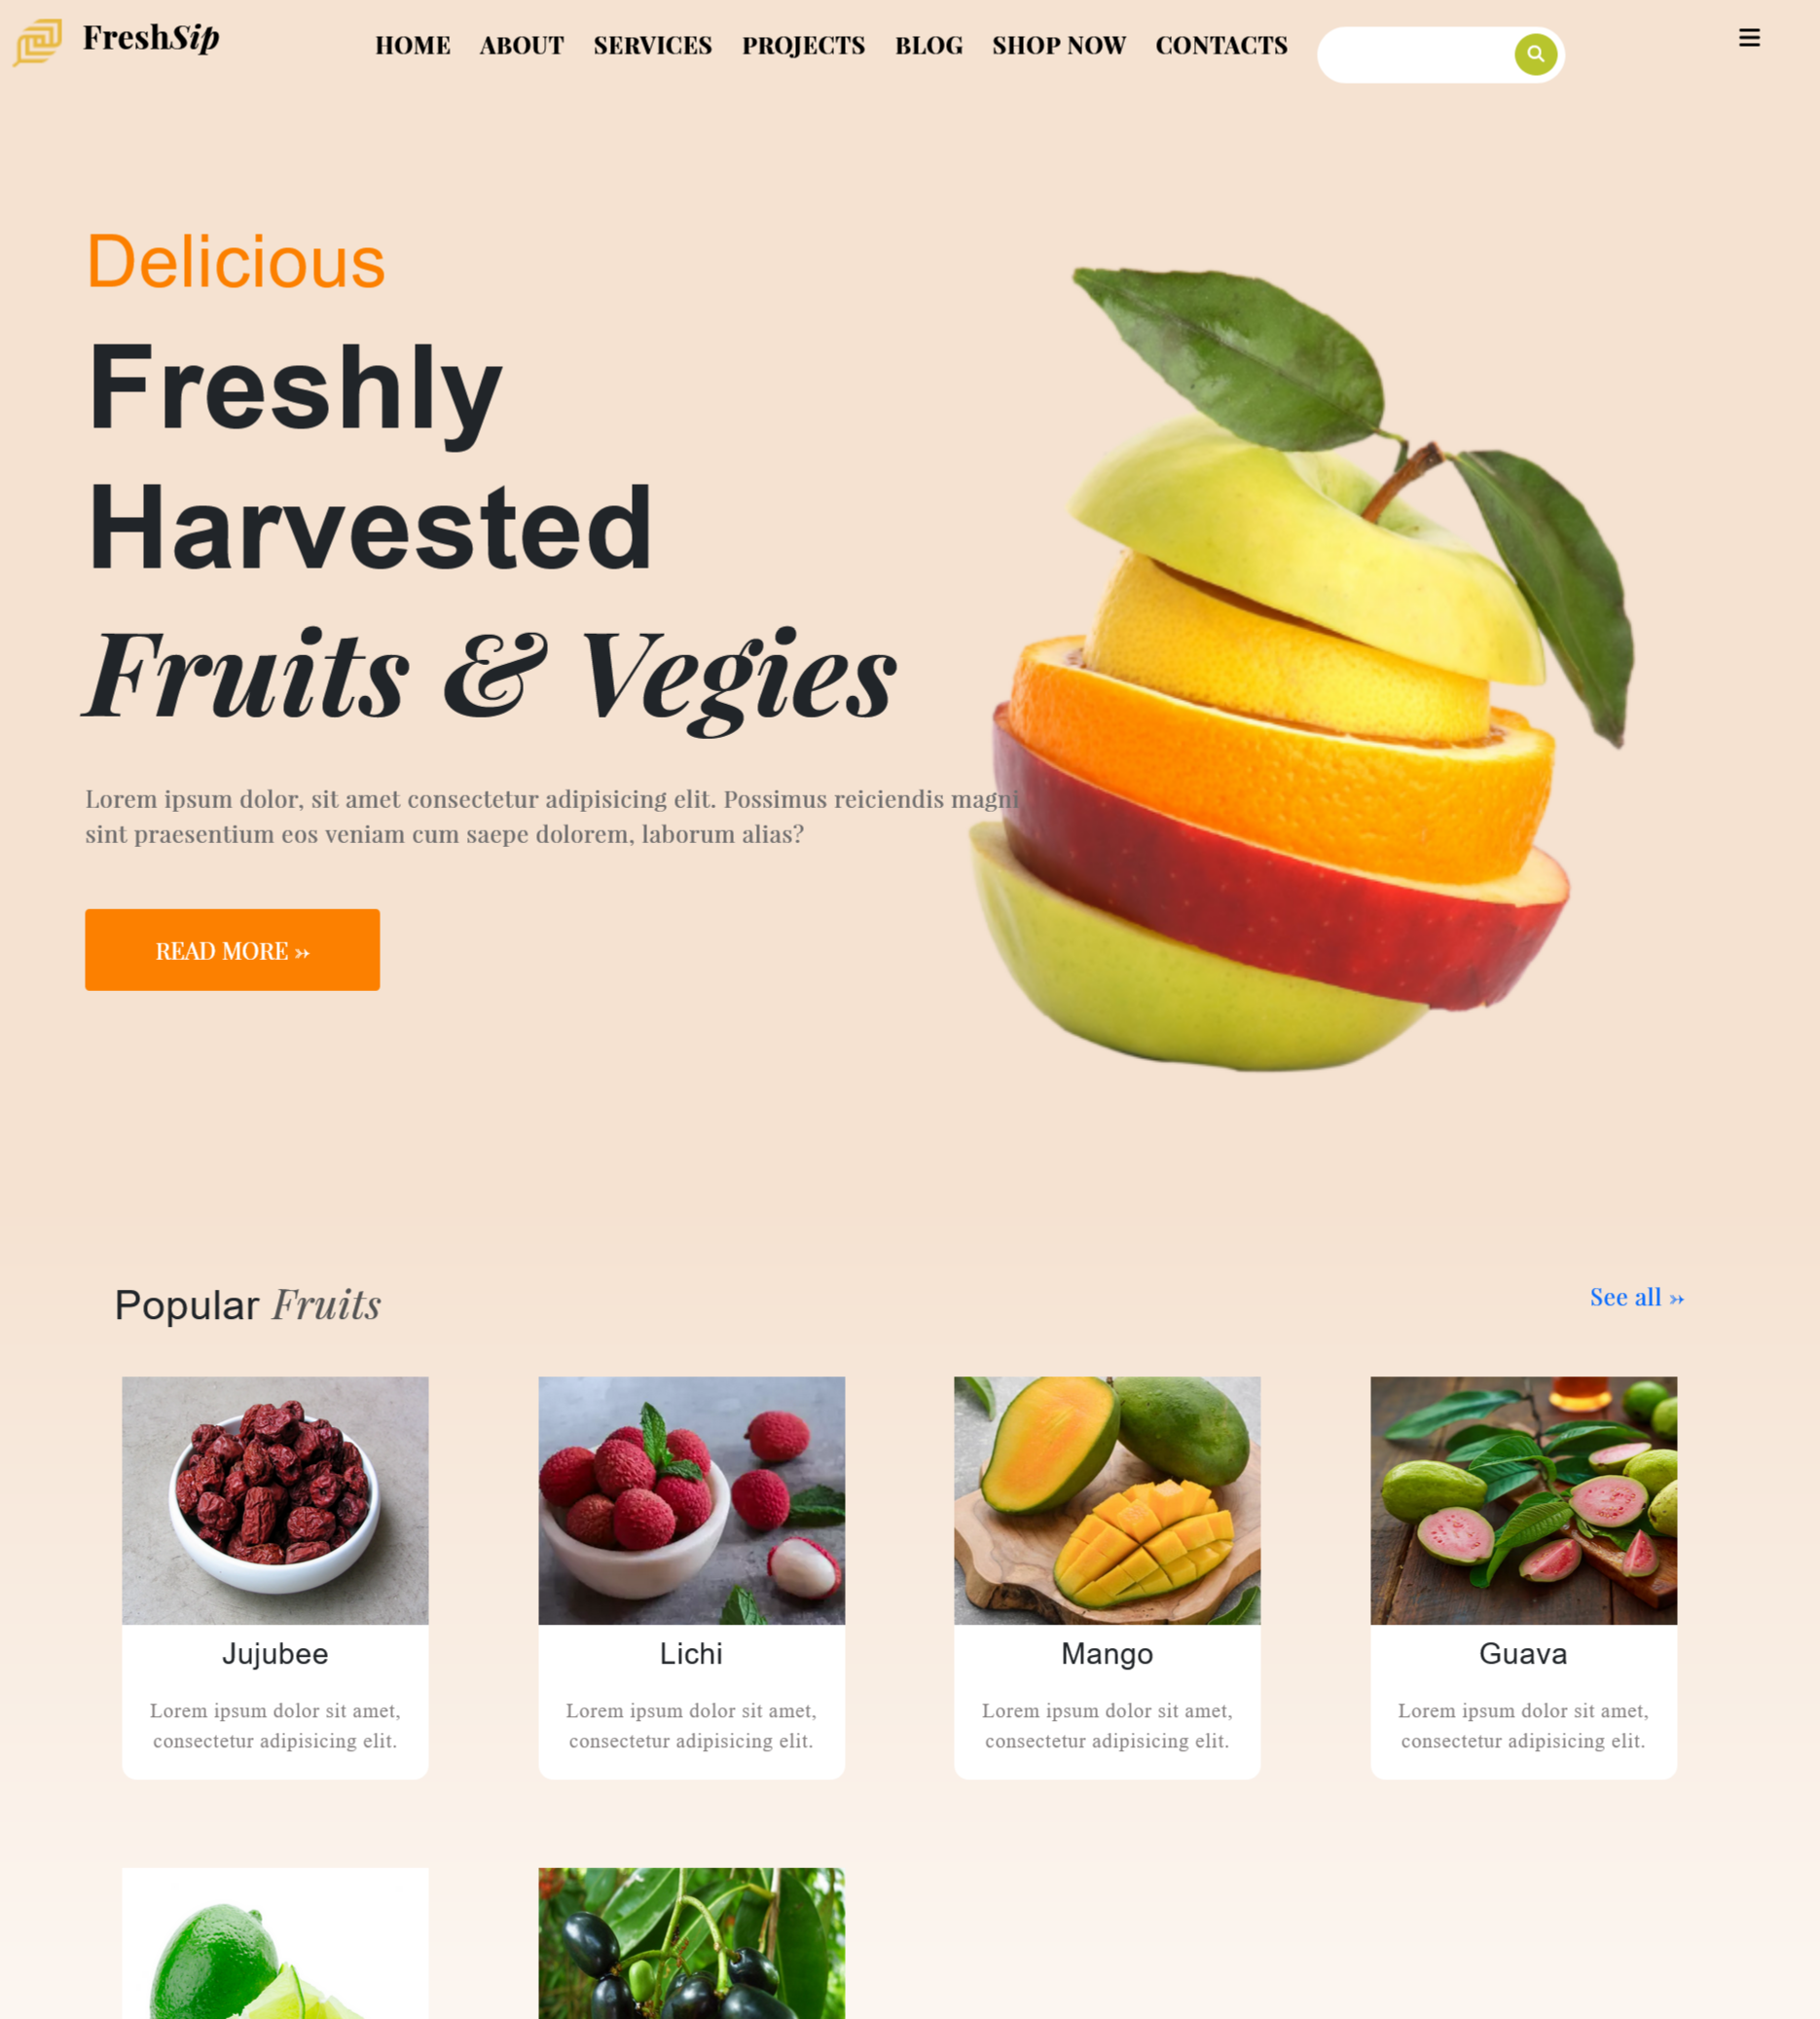 FreshSip
HOME ABOUT SERVICES PROJECTS BLOG SHOP NOW CONTACTS
Delicious
Freshly
Harvested
Fruits & Vegies
Lorem ipsum dolor, sit amet consectetur adipisicing elit. Possimus reiciendis magni
sint praesentium eos veniam cum saepe dolorem, laborum alias?
READ MORE ⤐
Popular Fruits
See all ⤐
Jujubee
Lorem ipsum dolor sit amet,
consectetur adipisicing elit.
Lichi
Lorem ipsum dolor sit amet,
consectetur adipisicing elit.
Mango
Lorem ipsum dolor sit amet,
consectetur adipisicing elit.
Guava
Lorem ipsum dolor sit amet,
consectetur adipisicing elit.